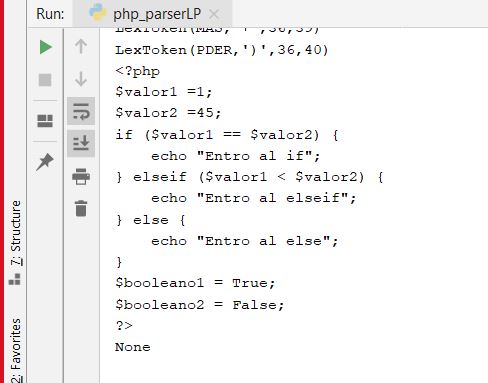 Run: php_parserLP
LexToken(MAS,'+',36,39)
LexToken(PDER,')',36,40)
<?php
$valor1 =1;
$valor2 =45;
if ($valor1 == $valor2) {
    echo "Entro al if";
} elseif ($valor1 < $valor2) {
    echo "Entro al elseif";
} else {
    echo "Entro al else";
}
$booleano1 = True;
$booleano2 = False;
?>
None
7: Structure
2: Favorites